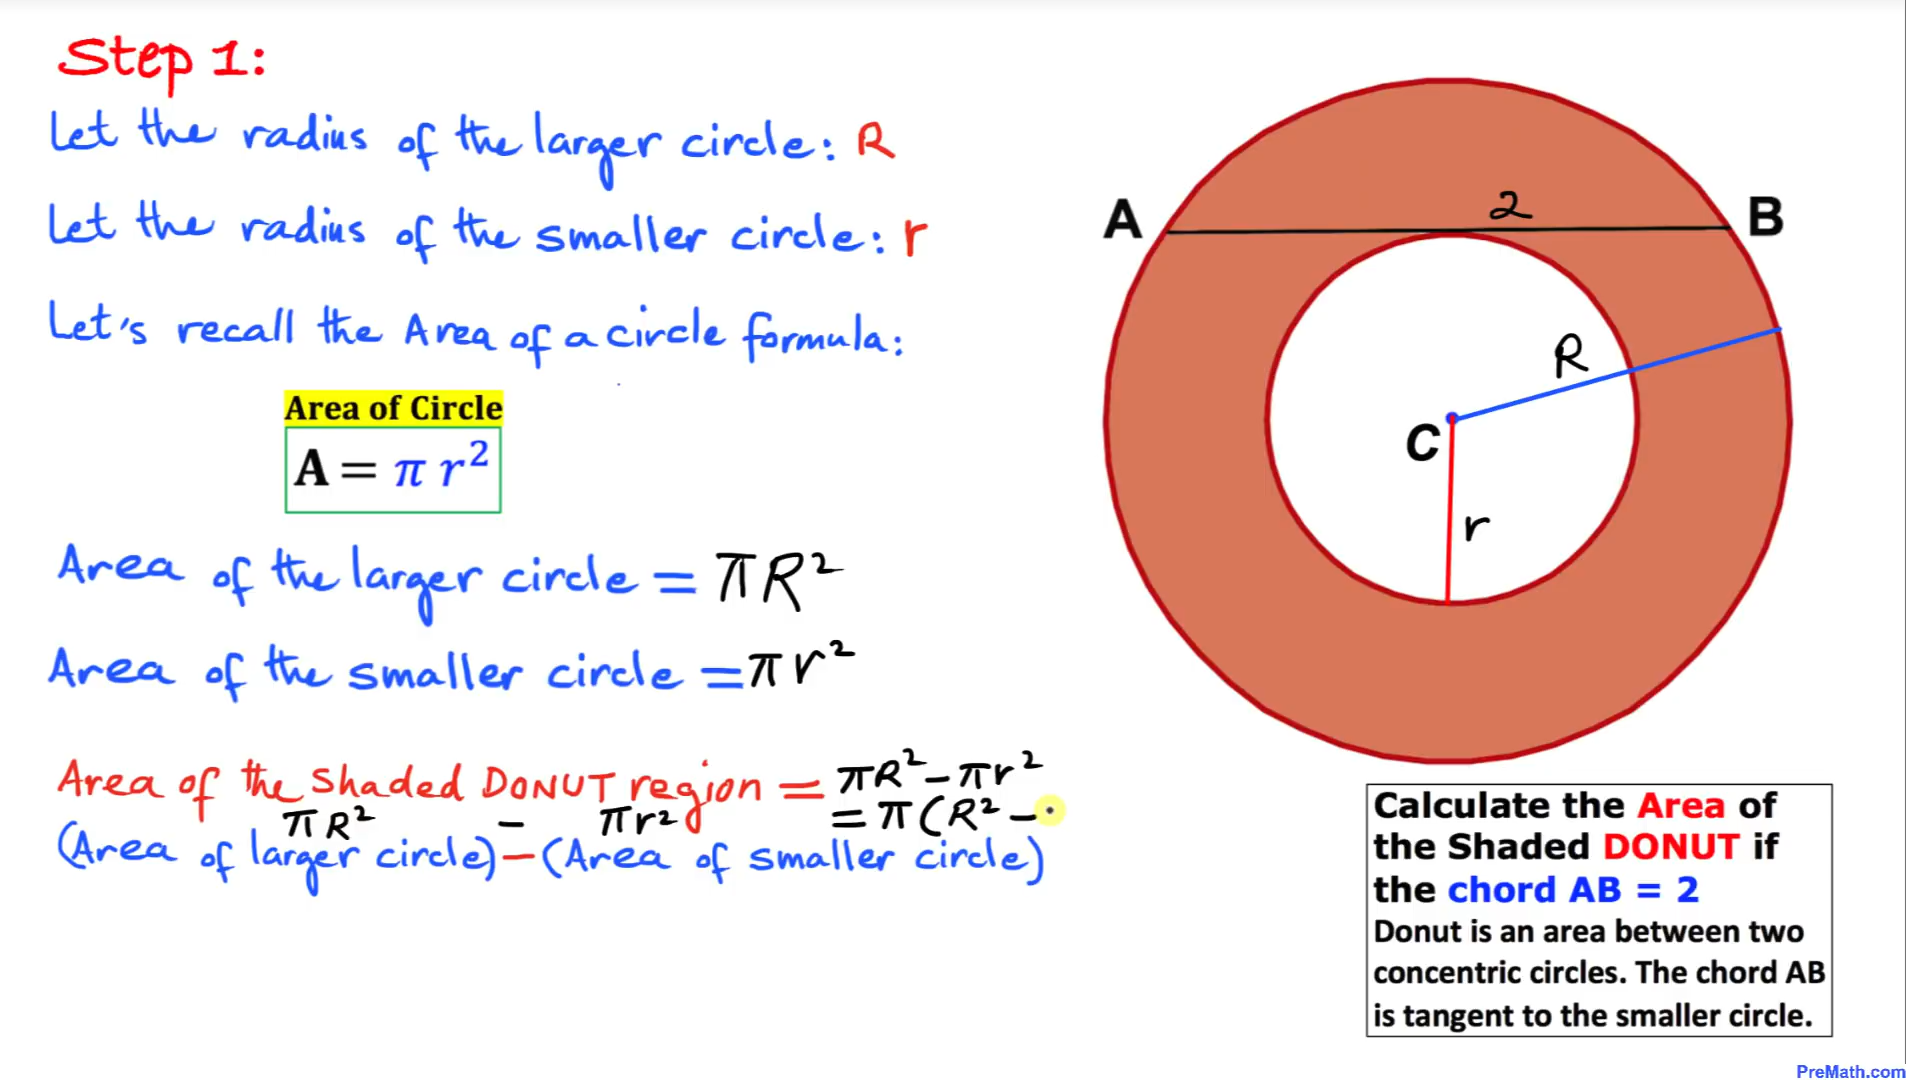 Step 1:
Let the radius of the larger circle: R
Let the radius of the smaller circle: r
Let's recall the Area of a circle formula:
Area of Circle
A = π r²
Area of the larger circle = πR²
Area of the smaller circle = πr²
Area of the shaded DONUT region = πR² - πr²
πR² - πr² = π(R² -
(Area of larger circle) - (Area of smaller circle)
A
2
B
R
C
r
Calculate the Area of
the Shaded DONUT if
the chord AB = 2
Donut is an area between two
concentric circles. The chord AB
is tangent to the smaller circle.
PreMath.com